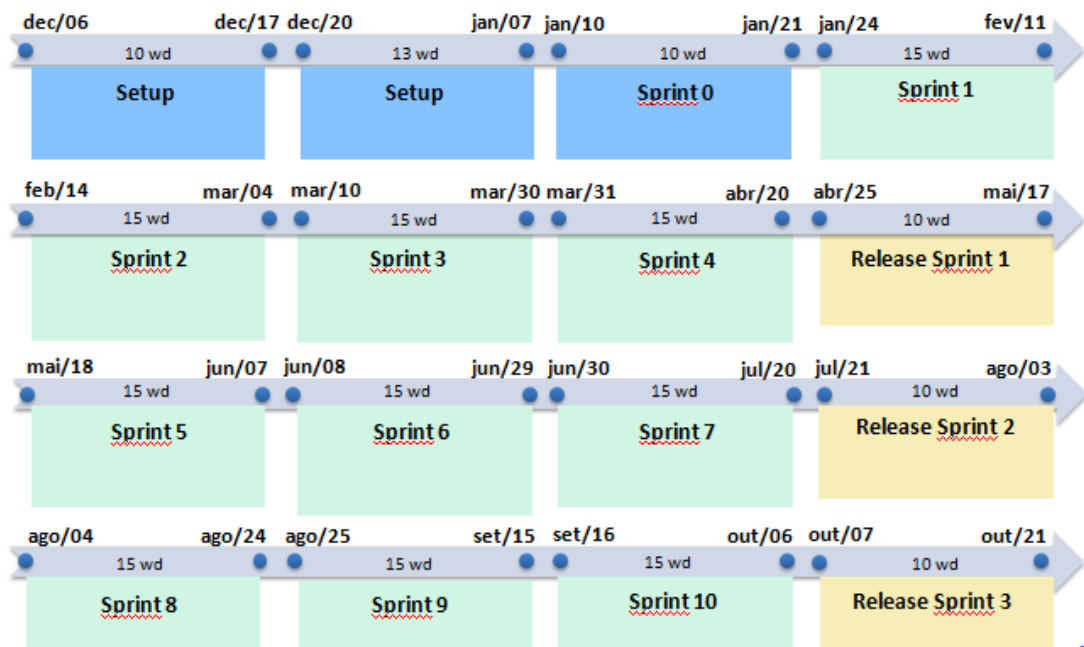 dec/06 dec/17 dec/20 jan/07 jan/10 jan/21 jan/24 fev/11
10 wd 13 wd 10 wd 15 wd
Setup Setup Sprint 0 Sprint 1
feb/14 mar/04 mar/10 mar/30 mar/31 abr/20 abr/25 mai/17
15 wd 15 wd 15 wd 10 wd
Sprint 2 Sprint 3 Sprint 4 Release Sprint 1
mai/18 jun/07 jun/08 jun/29 jun/30 jul/20 jul/21 ago/03
15 wd 15 wd 15 wd 10 wd
Sprint 5 Sprint 6 Sprint 7 Release Sprint 2
ago/04 ago/24 ago/25 set/15 set/16 out/06 out/07 out/21
15 wd 15 wd 15 wd 10 wd
Sprint 8 Sprint 9 Sprint 10 Release Sprint 3